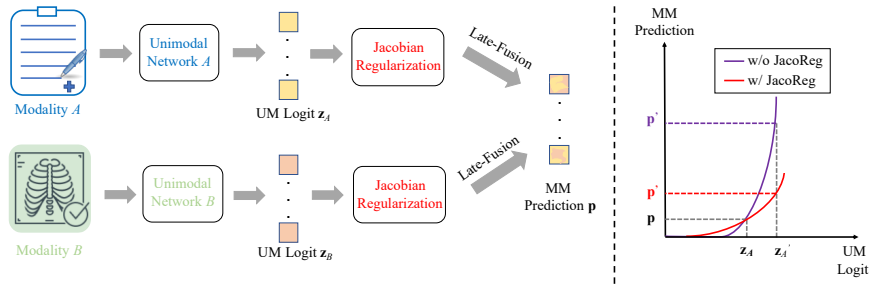 Modality A
Unimodal
Network A
UM Logit z_A
Jacobian
Regularization
Late-Fusion
Modality B
Unimodal
Network B
UM Logit z_B
Jacobian
Regularization
Late-Fusion
MM
Prediction p
MM
Prediction
w/o JacoReg
w/ JacoReg
p'
p'
p
z_A
z_A'
UM
Logit